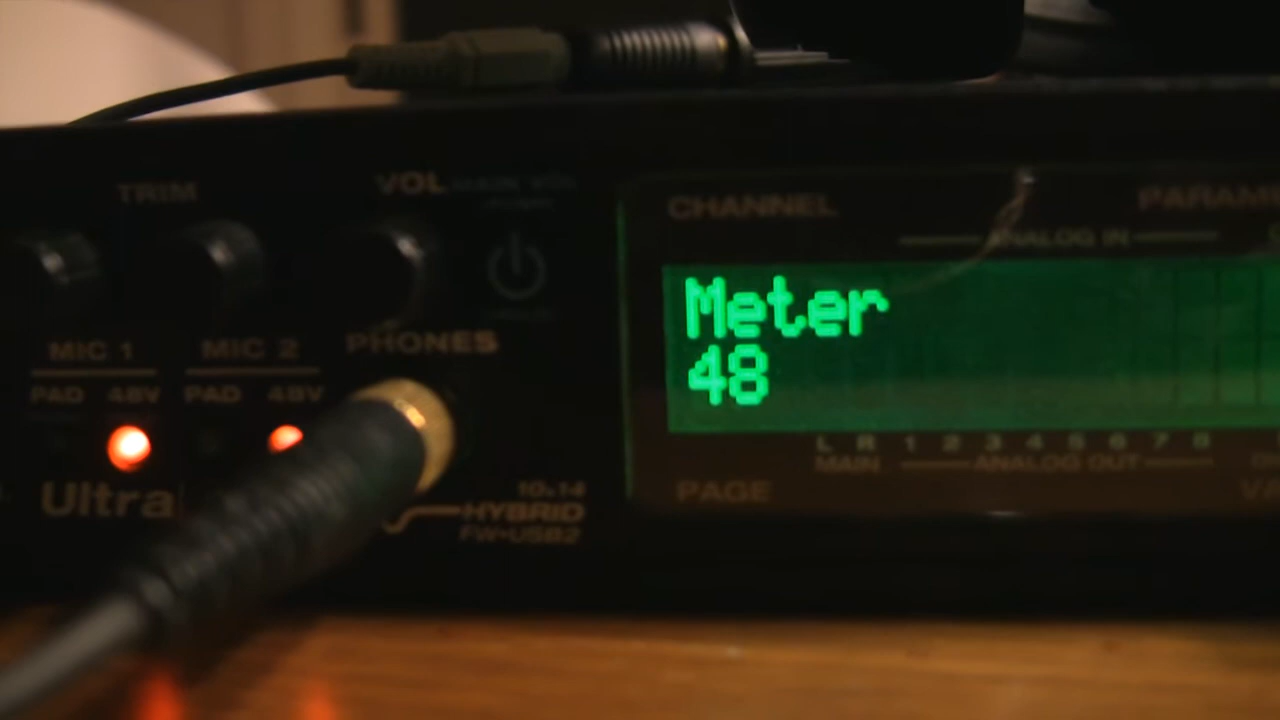 TRIM
VOL
MIC 1
MIC 2
PHONES
PAD 48V
PAD 48V
Ultra
10x14
HYBRID
FW•USB2
CHANNEL
PARAM
ANALOG IN
Meter
48
L R 1 2 3 4 5 6 7 8
MAIN
ANALOG OUT
PAGE
VA